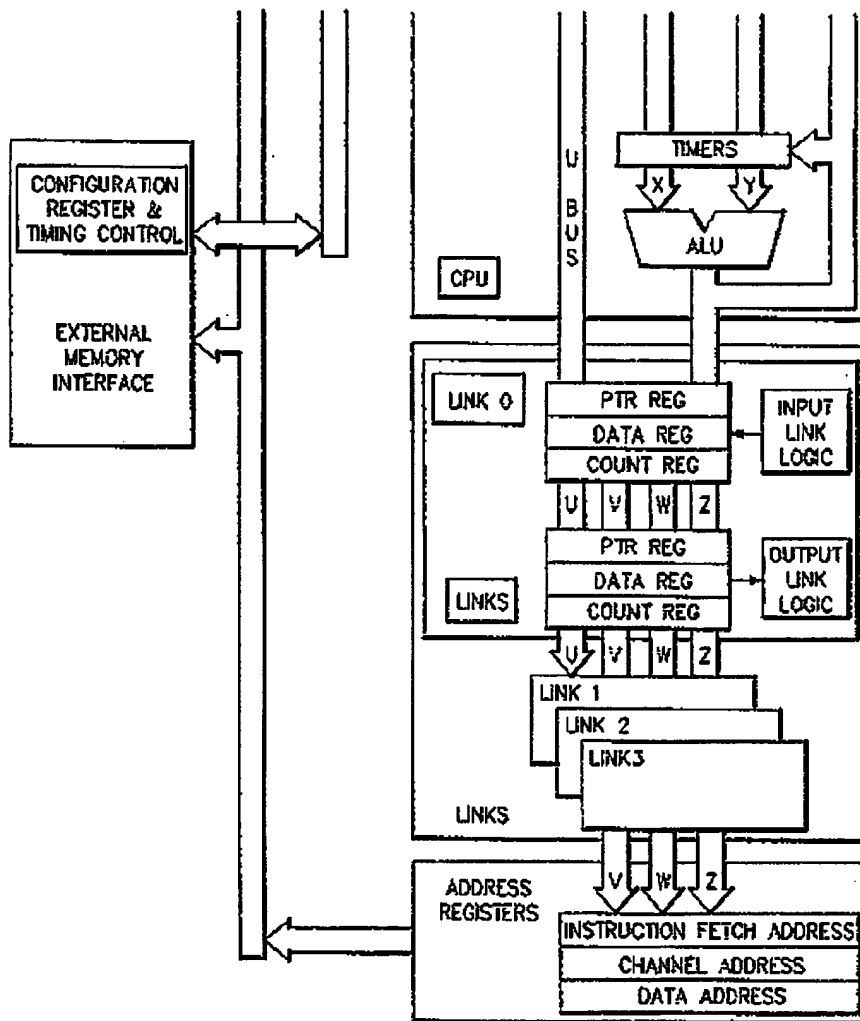 CONFIGURATION
REGISTER &
TIMING CONTROL
EXTERNAL
MEMORY
INTERFACE
U BUS
TIMERS
X
Y
ALU
CPU
LINK 0
PTR REG
DATA REG
COUNT REG
INPUT
LINK
LOGIC
U
V
W
Z
PTR REG
DATA REG
COUNT REG
OUTPUT
LINK
LOGIC
LINKS
U
V
W
Z
LINK 1
LINK 2
LINK3
LINKS
V
W
Z
ADDRESS
REGISTERS
INSTRUCTION FETCH ADDRESS
CHANNEL ADDRESS
DATA ADDRESS